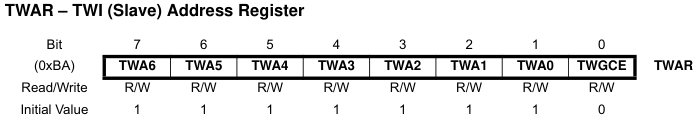 TWAR – TWI (Slave) Address Register
Bit 7 6 5 4 3 2 1 0
(0xBA) TWA6 TWA5 TWA4 TWA3 TWA2 TWA1 TWA0 TWGCE TWAR
Read/Write R/W R/W R/W R/W R/W R/W R/W R/W
Initial Value 1 1 1 1 1 1 1 0